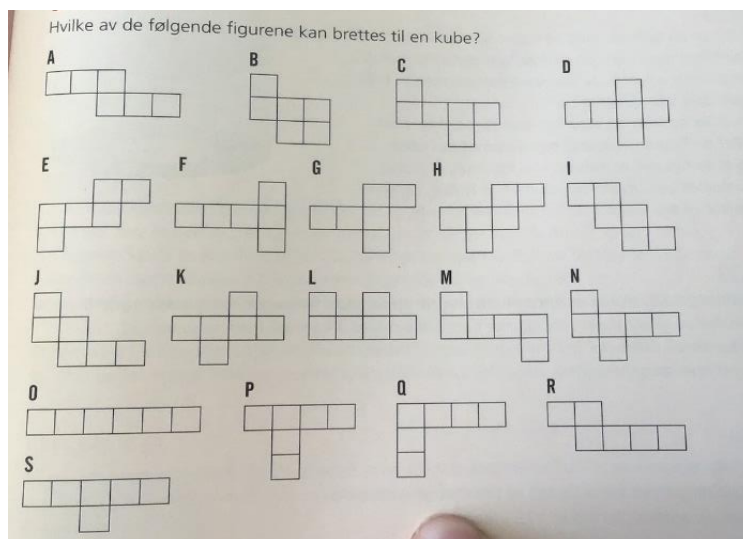 Hvilke av de følgende figurene kan brettes til en kube?
A B C D
E F G H I
J K L M N
O P Q R
S